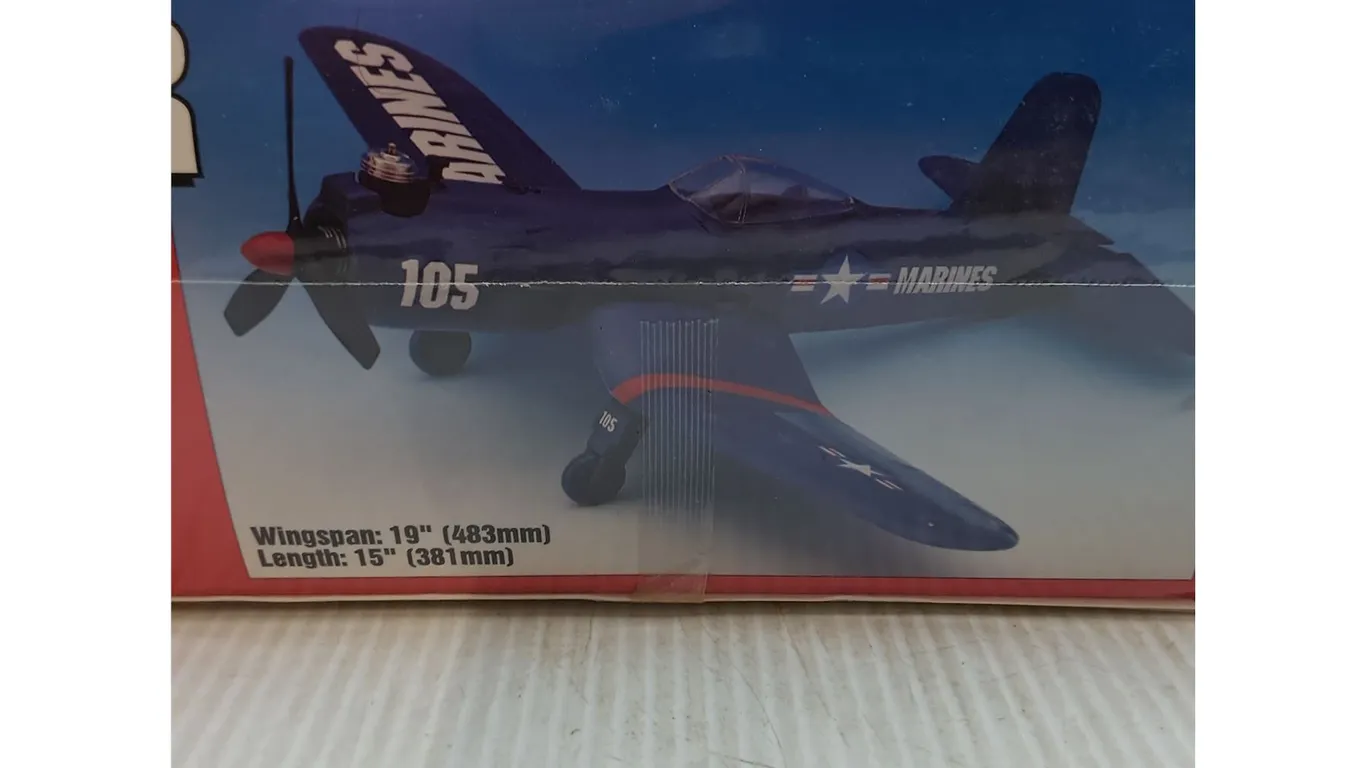 R
ARINES
105
MARINES
105
Wingspan: 19" (483mm)
Length: 15" (381mm)